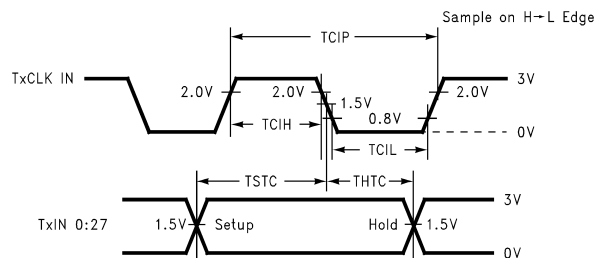 Sample on H→L Edge
TCIP
TxCLK IN
2.0V
2.0V
1.5V
0.8V
2.0V
3V
0V
TCIH
TCIL
TSTC
THTC
3V
TxIN 0:27
1.5V
Setup
Hold
1.5V
0V